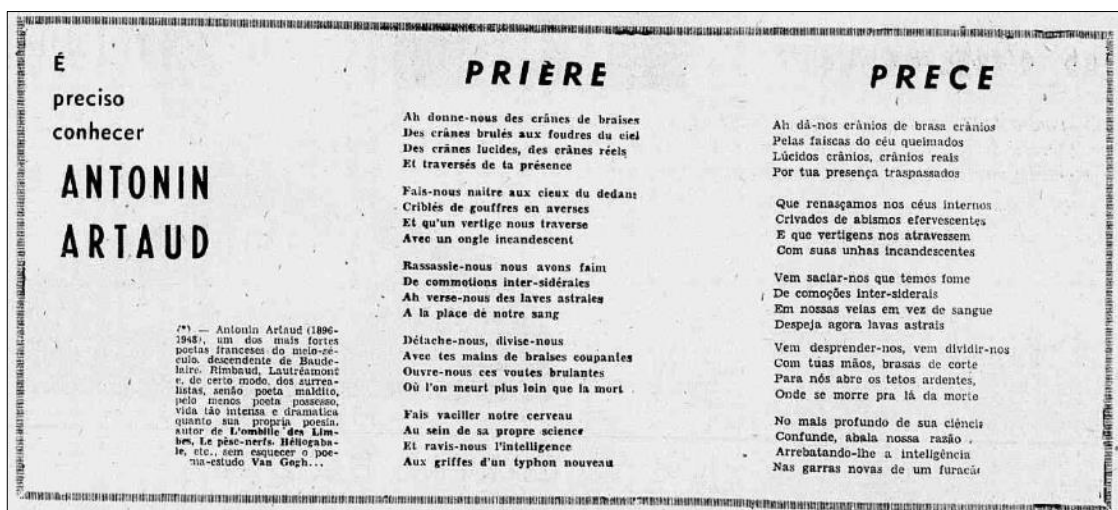 É
preciso
conhecer
ANTONIN
ARTAUD
(*) — Antonin Artaud (1896-
1948), um dos mais fortes
poetas franceses do meio-sé-
culo, descendente de Baude-
laire, Rimbaud, Lautréamont
e, de certo modo, dos surrea-
listas, senão poeta maldito,
pelo menos poeta possesso,
vida tão intensa e dramatica
quanto sua propria poesia,
autor de L'ombilic des Lim-
bes, Le pèse-nerfs, Héliogaba-
le, etc., sem esquecer o poe-
ma-estudo Van Gogh...
PRIÈRE
Ah donne-nous des crânes de braises
Des crânes brulés aux foudres du ciel
Des crânes lucides, des crânes réels
Et traversés de ta présence
Fais-nous naitre aux cieux du dedans
Criblés de gouffres en averses
Et qu'un vertige nous traverse
Avec un ongle incandescent
Rassassie-nous nous avons faim
De commotions inter-sidérales
Ah verse-nous des laves astrales
A la place de notre sang
Détache-nous, divise-nous
Avec tes mains de braises coupantes
Ouvre-nous ces voutes brulantes
Où l'on meurt plus loin que la mort
Fais vaciller notre cerveau
Au sein de sa propre science
Et ravis-nous l'intelligence
Aux griffes d'un typhon nouveau
PRECE
Ah dá-nos crânios de brasa crânios
Pelas faiscas do céu queimados
Lúcidos crânios, crânios reais
Por tua presença traspassados
Que renasçamos nos céus internos
Crivados de abismos efervescentes
E que vertigens nos atravessem
Com suas unhas incandescentes
Vem saciar-nos que temos fome
De comoções inter-siderais
Em nossas veias em vez de sangue
Despeja agora lavas astrais
Vem desprender-nos, vem dividir-nos
Com tuas mãos, brasas de corte
Para nós abre os tetos ardentes,
Onde se morre pra lá da morte
No mais profundo de sua ciência
Confunde, abala nossa razão
Arrebatando-lhe a inteligência
Nas garras novas de um furacão